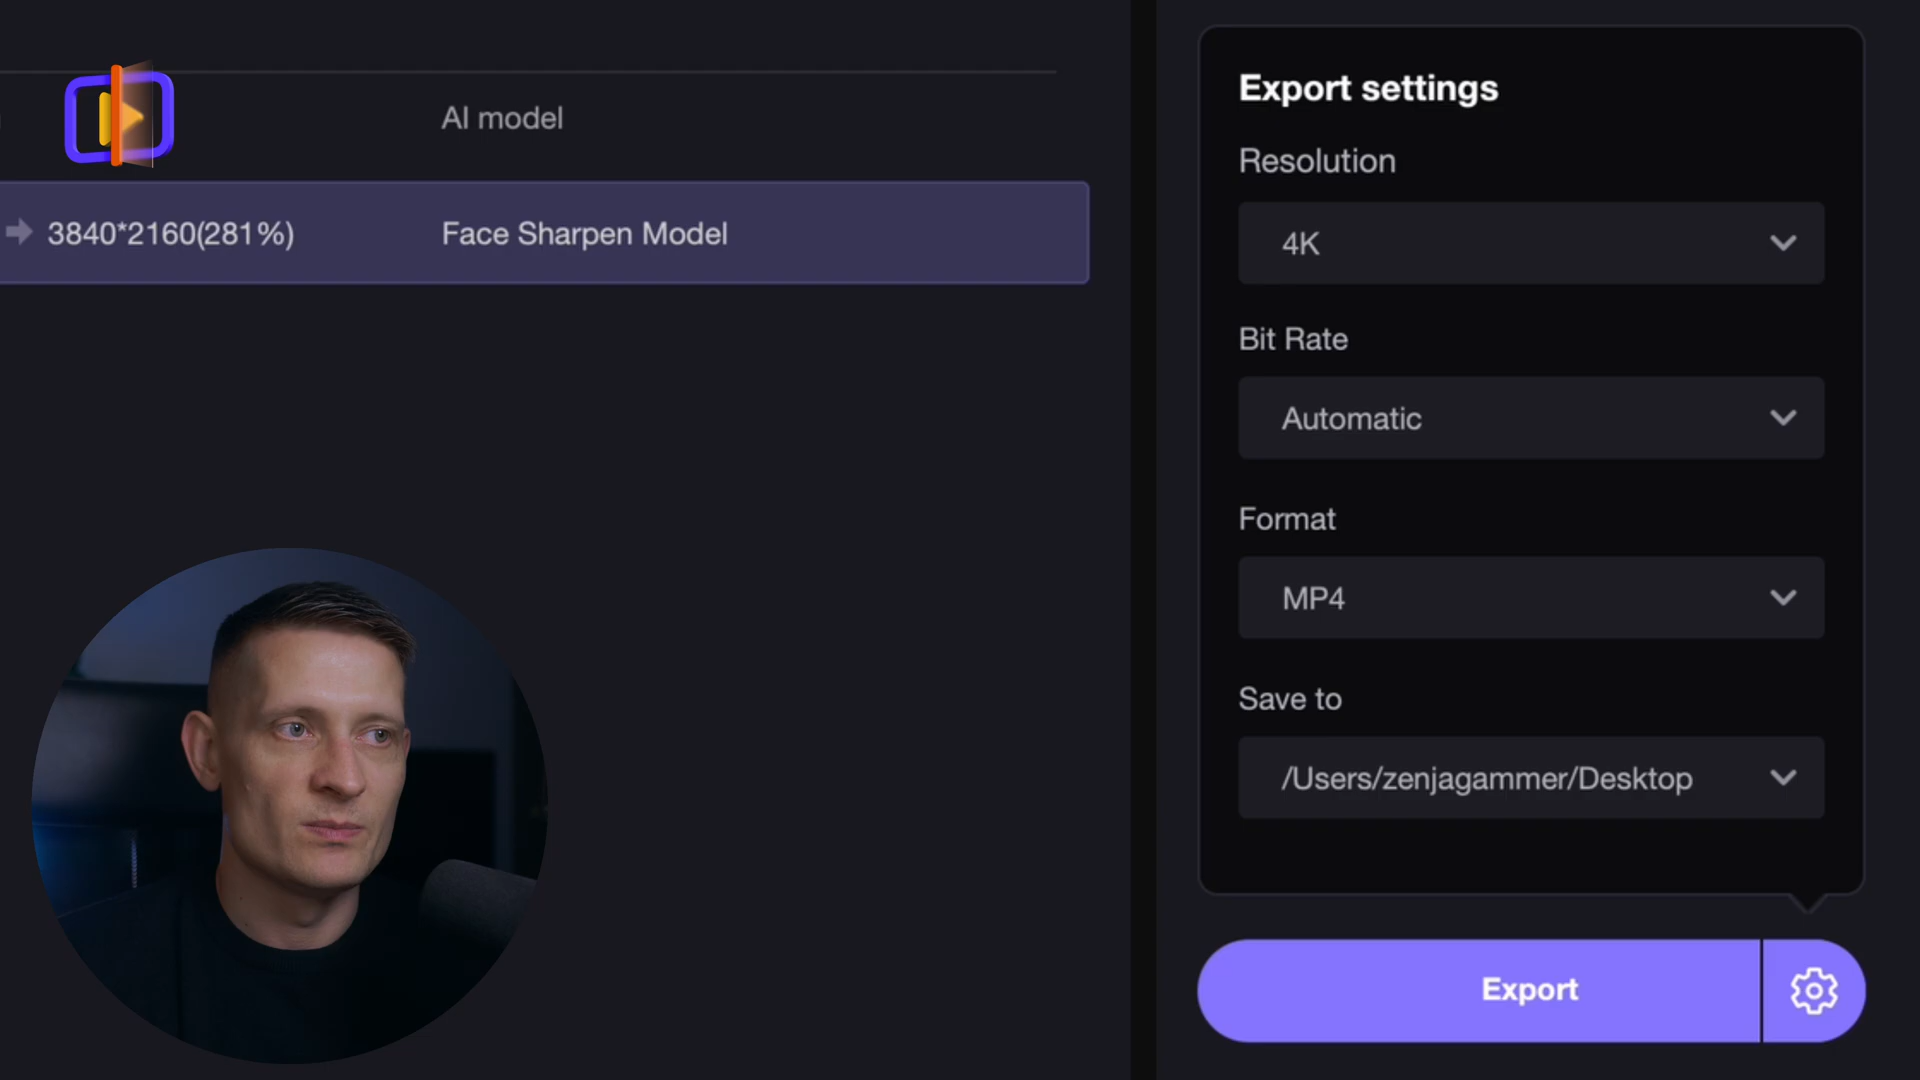 AI model
3840*2160(281%)
Face Sharpen Model
Export settings
Resolution
4K
Bit Rate
Automatic
Format
MP4
Save to
/Users/zenjagammer/Desktop
Export